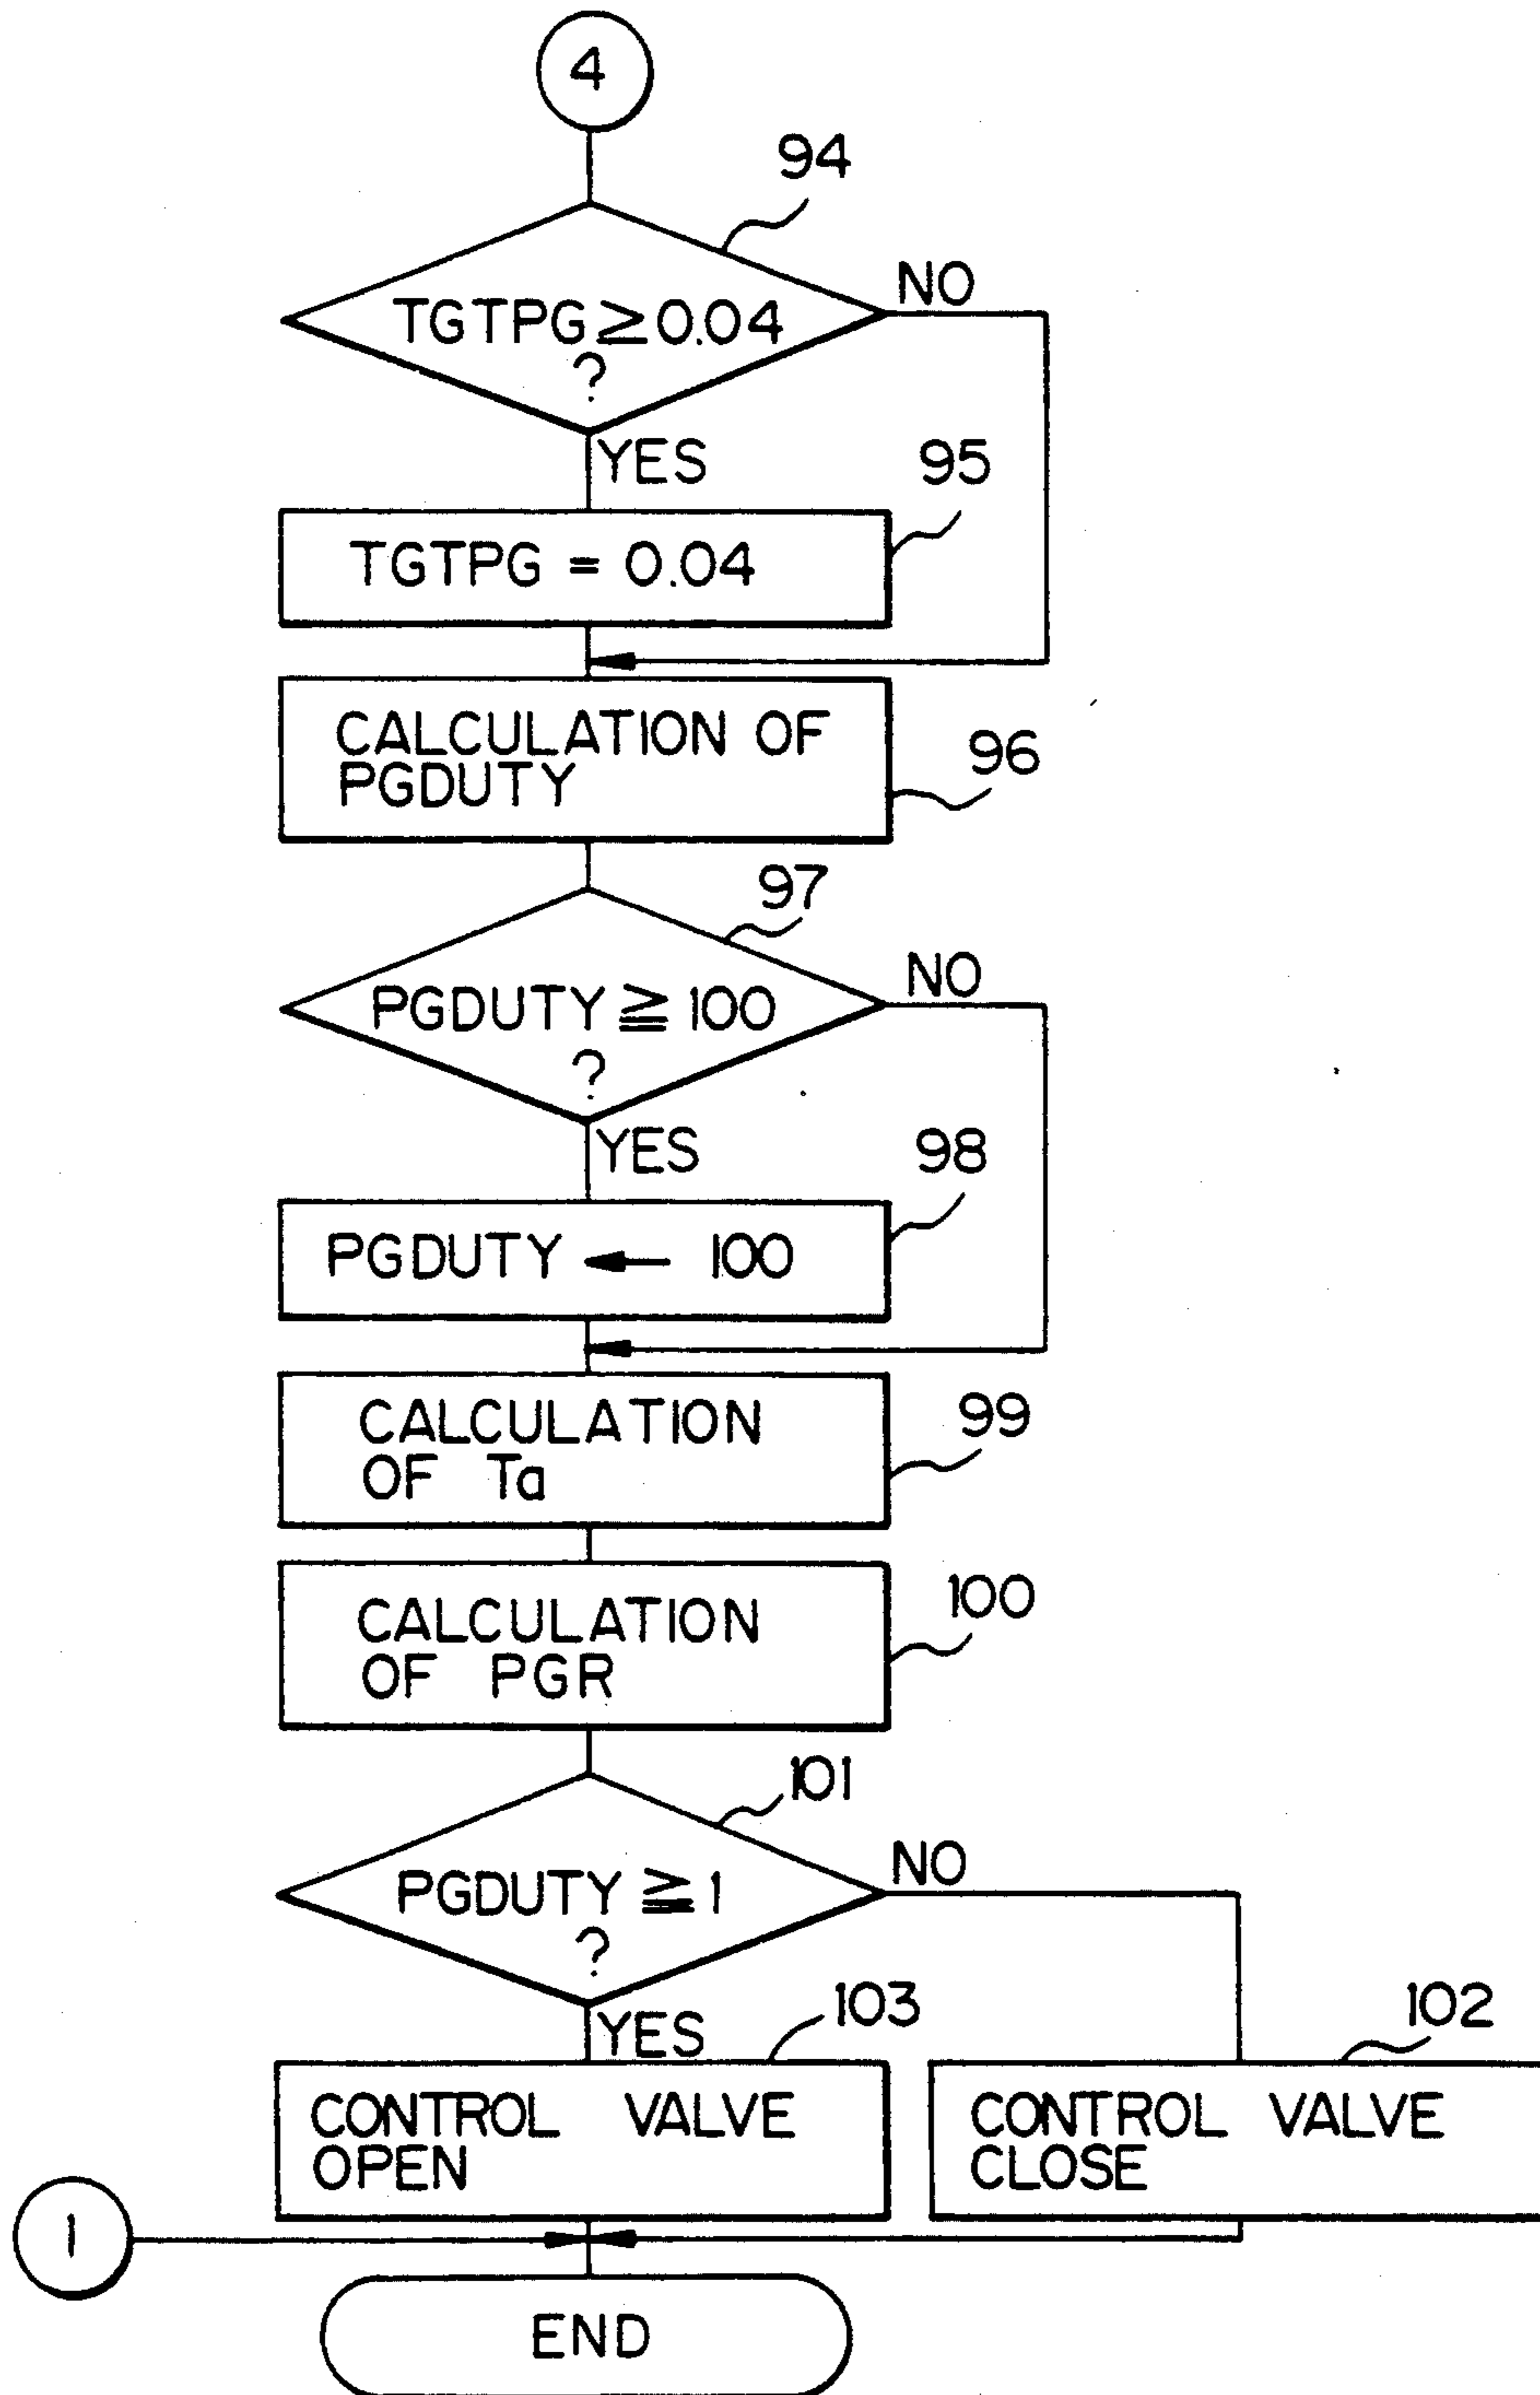 4
94
NO
TGTPG ≥ 0.04
?
YES
95
TGTPG = 0.04
CALCULATION OF
PGDUTY
96
97
NO
PGDUTY ≧ 100
?
YES
98
PGDUTY ← 100
CALCULATION
OF Ta
99
CALCULATION
OF PGR
100
101
NO
PGDUTY ≧ 1
?
YES
103
102
CONTROL VALVE
OPEN
CONTROL VALVE
CLOSE
1
END